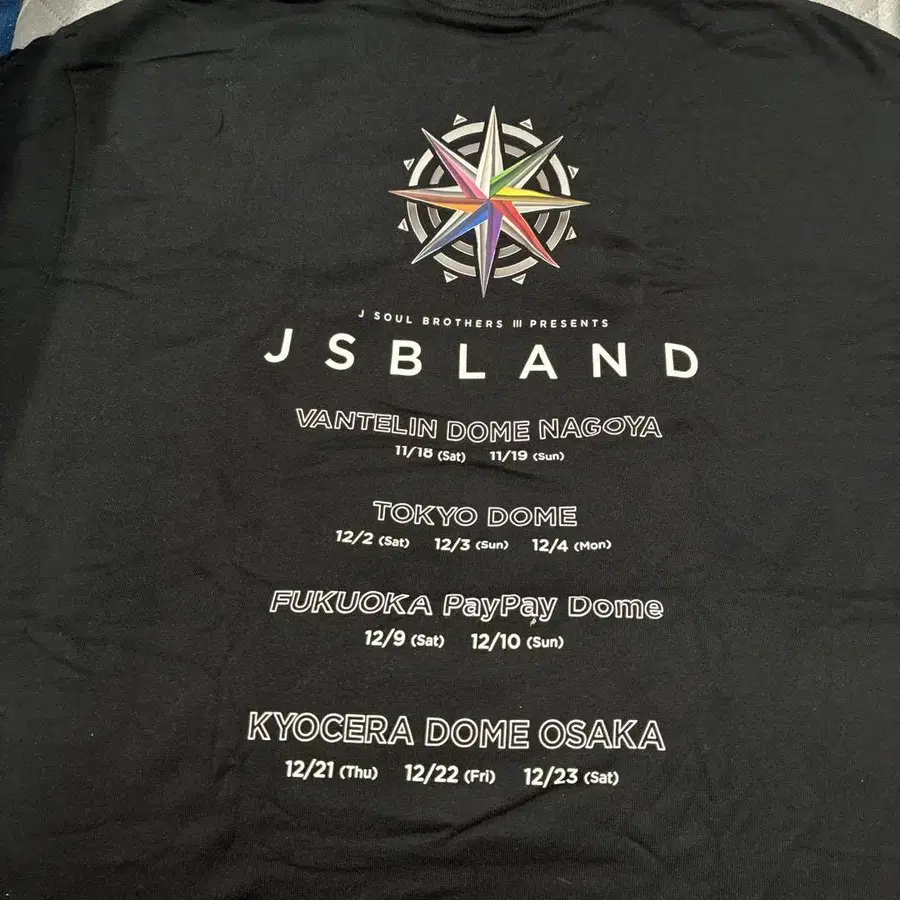 J SOUL BROTHERS III PRESENTS
JSBLAND
VANTELIN DOME NAGOYA
11/18 (Sat) 11/19 (Sun)
TOKYO DOME
12/2 (Sat) 12/3 (Sun) 12/4 (Mon)
FUKUOKA PayPay Dome
12/9 (Sat) 12/10 (Sun)
KYOCERA DOME OSAKA
12/21 (Thu) 12/22 (Fri) 12/23 (Sat)